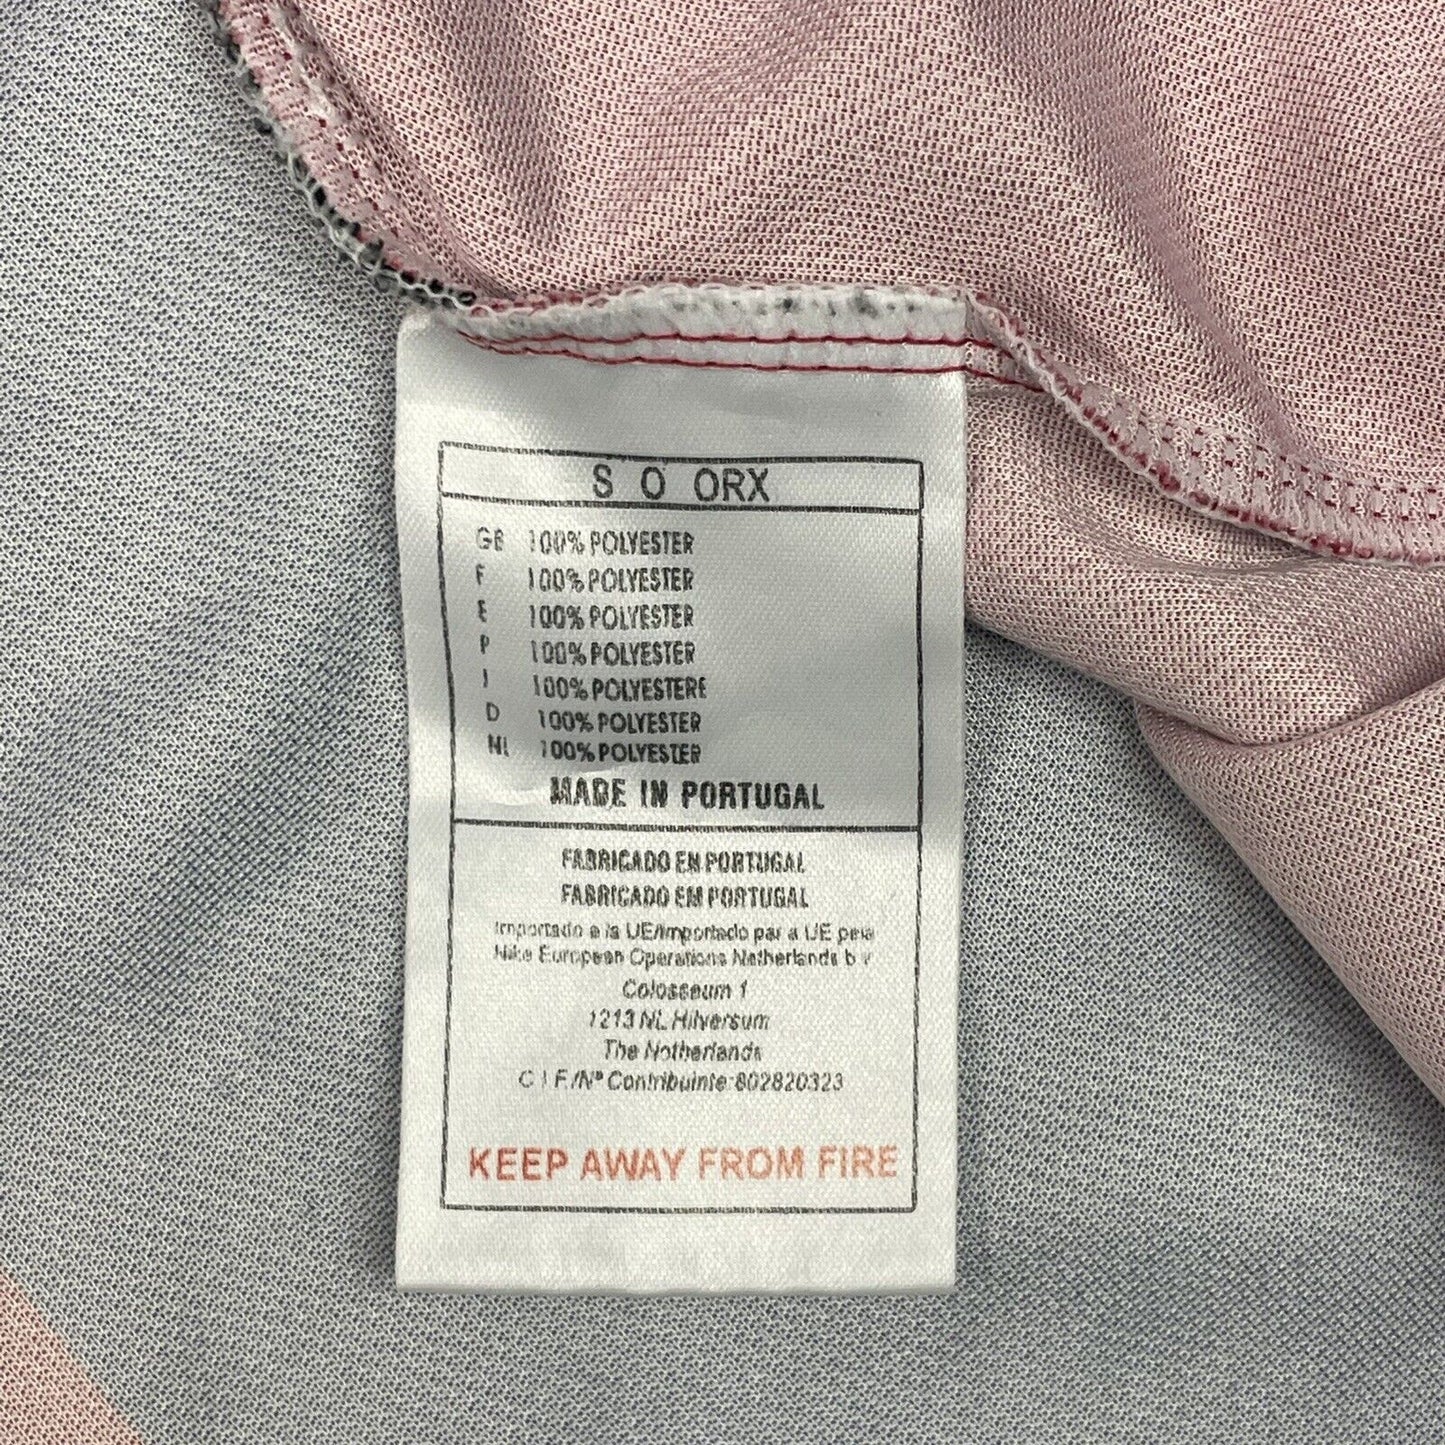 S O ORX
GB 100% POLYESTER
F 100% POLYESTER
E 100% POLYESTER
P 100% POLYESTER
I 100% POLYESTERE
D 100% POLYESTER
NL 100% POLYESTER
MADE IN PORTUGAL
FABRICADO EN PORTUGAL
FABRICADO EM PORTUGAL
Importado a la UE/Importado par a UE pela
Nike European Operations Netherlands b v
Colosseum 1
1213 NL Hilversum
The Netherlands
C I F./Nº Contribuinte:802820323
KEEP AWAY FROM FIRE